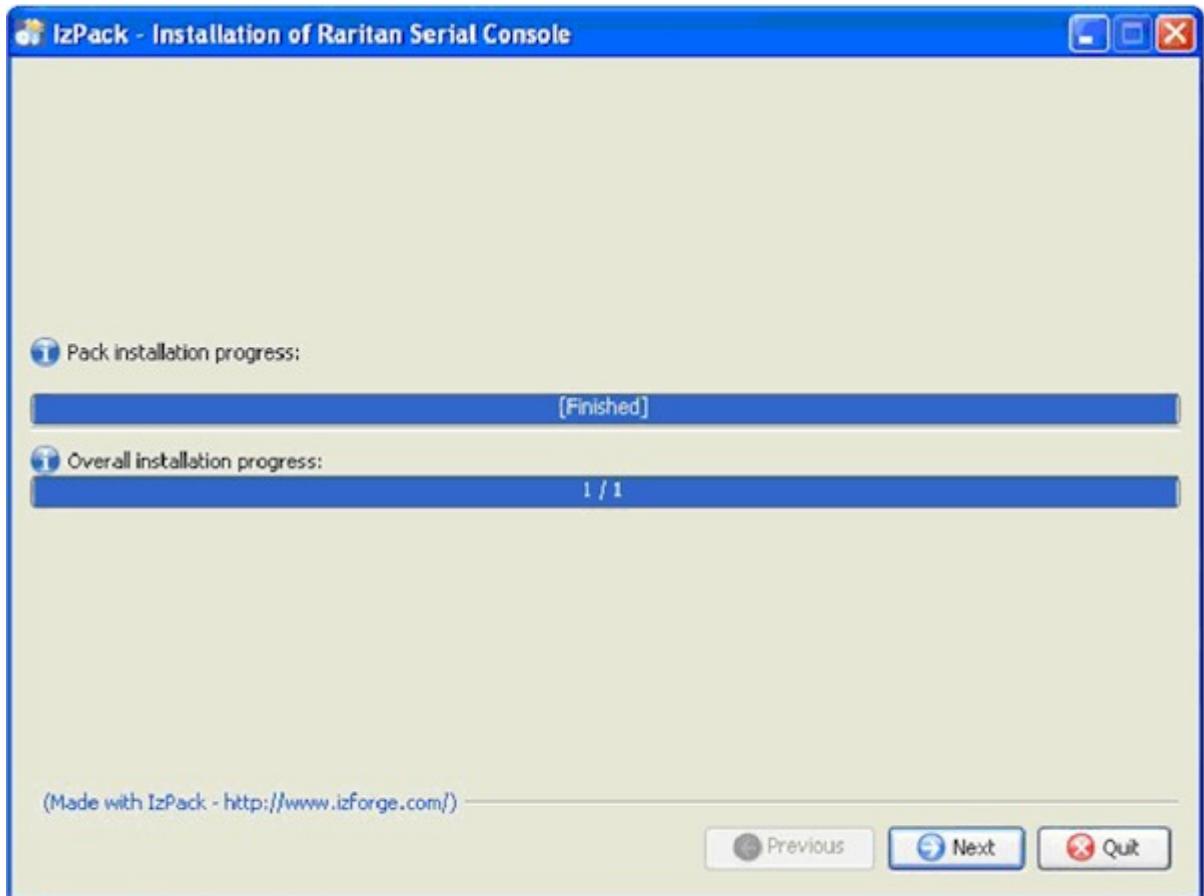 IzPack - Installation of Raritan Serial Console
Pack installation progress:
[Finished]
Overall installation progress:
1 / 1
(Made with IzPack - http://www.izforge.com/)
Previous
Next
Quit